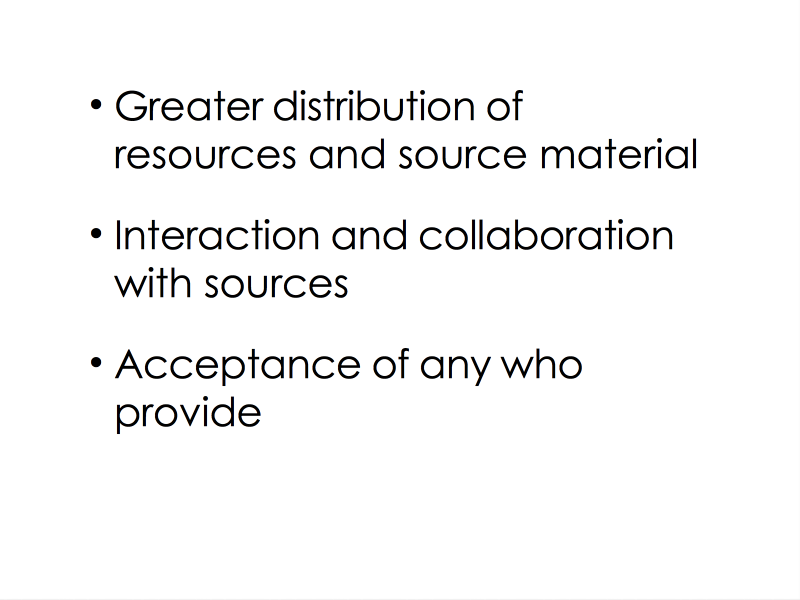 • Greater distribution of
resources and source material
• Interaction and collaboration
with sources
• Acceptance of any who
provide